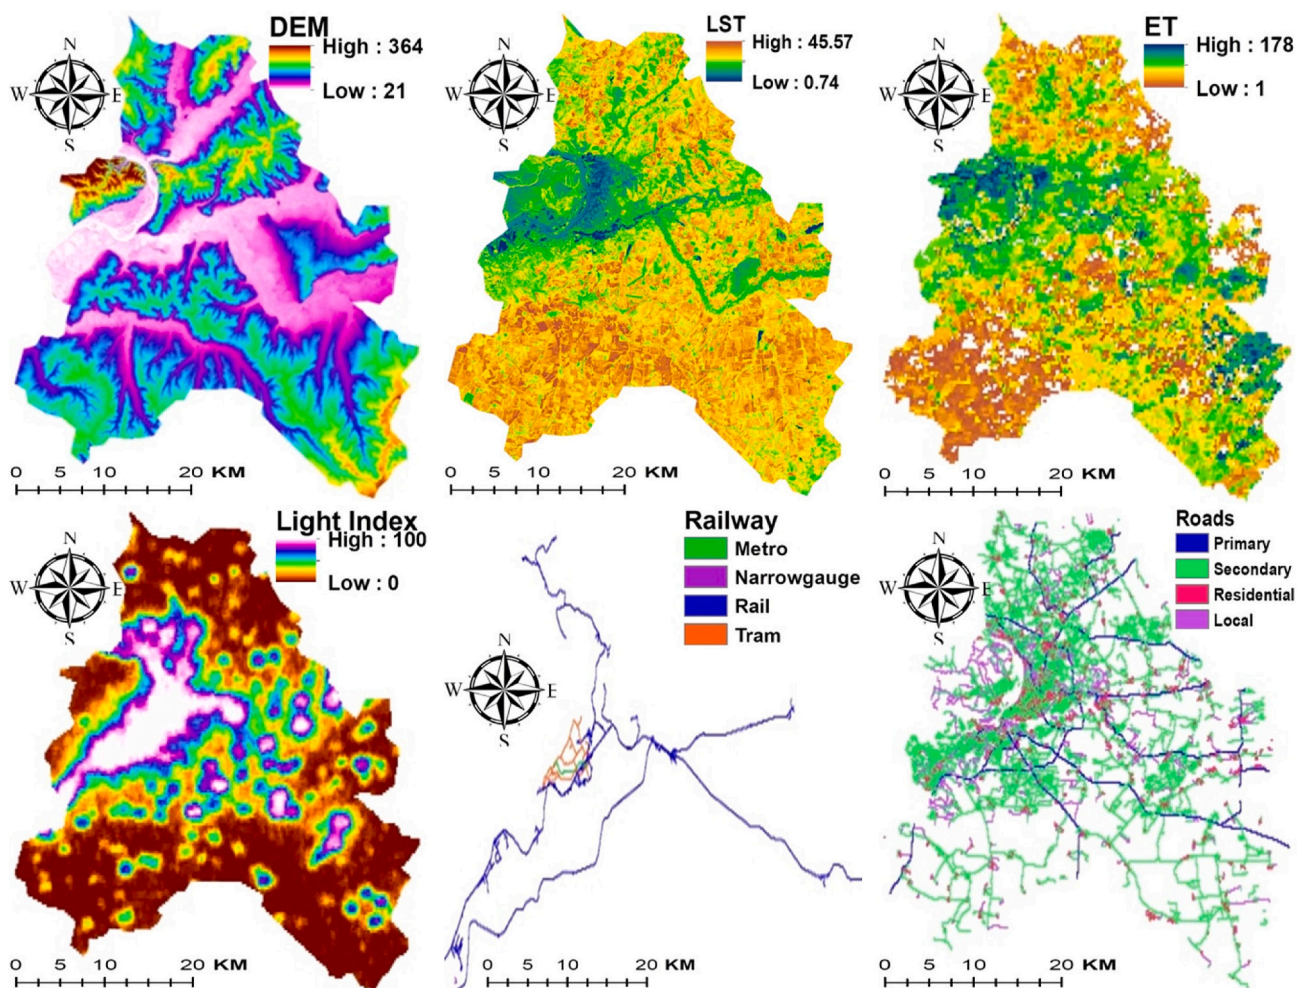 DEM
High : 364
Low : 21
N
W
E
S
0 5 10 20 KM
LST
High : 45.57
Low : 0.74
N
W
E
S
0 5 10 20 KM
ET
High : 178
Low : 1
N
W
E
S
0 5 10 20 KM
Light Index
High : 100
Low : 0
N
W
E
S
0 5 10 20 KM
Railway
Metro
Narrowgauge
Rail
Tram
N
W
E
S
0 5 10 20 KM
Roads
Primary
Secondary
Residential
Local
N
W
E
S
0 5 10 20 KM